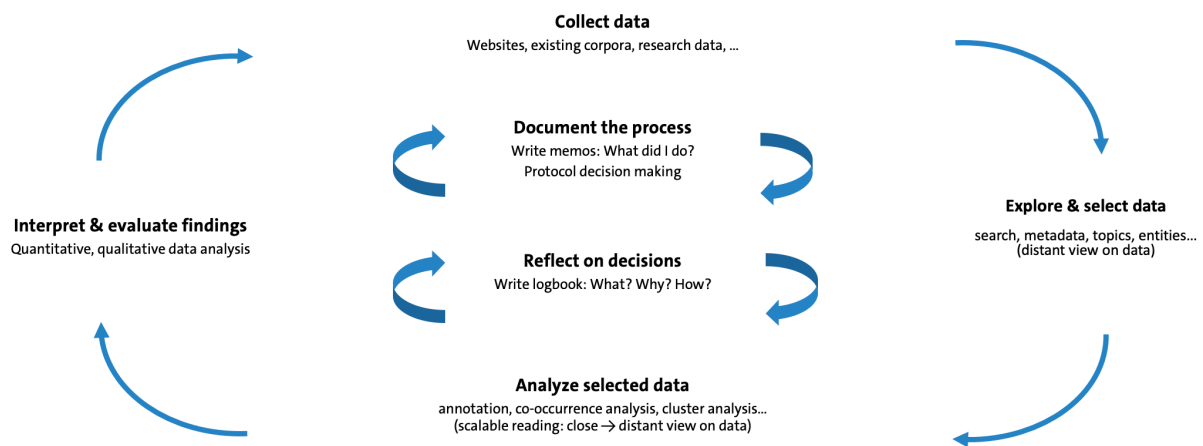 Collect data
Websites, existing corpora, research data, ...
Document the process
Write memos: What did I do?
Protocol decision making
Interpret & evaluate findings
Quantitative, qualitative data analysis
Explore & select data
search, metadata, topics, entities...
(distant view on data)
Reflect on decisions
Write logbook: What? Why? How?
Analyze selected data
annotation, co-occurrence analysis, cluster analysis...
(scalable reading: close → distant view on data)